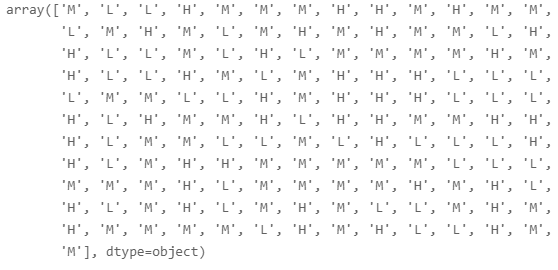 array(['M', 'L', 'L', 'H', 'M', 'M', 'M', 'H', 'H', 'M', 'H', 'M', 'M',
'L', 'M', 'H', 'M', 'L', 'M', 'H', 'M', 'H', 'M', 'M', 'L', 'H',
'H', 'L', 'L', 'M', 'L', 'H', 'L', 'M', 'M', 'M', 'M', 'H', 'M',
'H', 'L', 'L', 'H', 'M', 'L', 'M', 'H', 'H', 'H', 'L', 'L', 'L',
'L', 'M', 'M', 'L', 'L', 'H', 'M', 'H', 'H', 'H', 'L', 'L', 'L',
'H', 'L', 'H', 'M', 'M', 'H', 'L', 'H', 'H', 'M', 'M', 'H', 'H',
'H', 'L', 'M', 'M', 'L', 'L', 'M', 'L', 'H', 'L', 'L', 'L', 'H',
'H', 'L', 'M', 'H', 'H', 'M', 'M', 'M', 'M', 'M', 'L', 'L', 'L',
'M', 'M', 'M', 'H', 'L', 'M', 'M', 'M', 'M', 'H', 'M', 'H', 'L',
'H', 'L', 'M', 'H', 'L', 'M', 'H', 'M', 'L', 'L', 'M', 'H', 'M',
'H', 'M', 'M', 'M', 'M', 'L', 'H', 'M', 'H', 'L', 'L', 'H', 'M',
'M'], dtype=object)